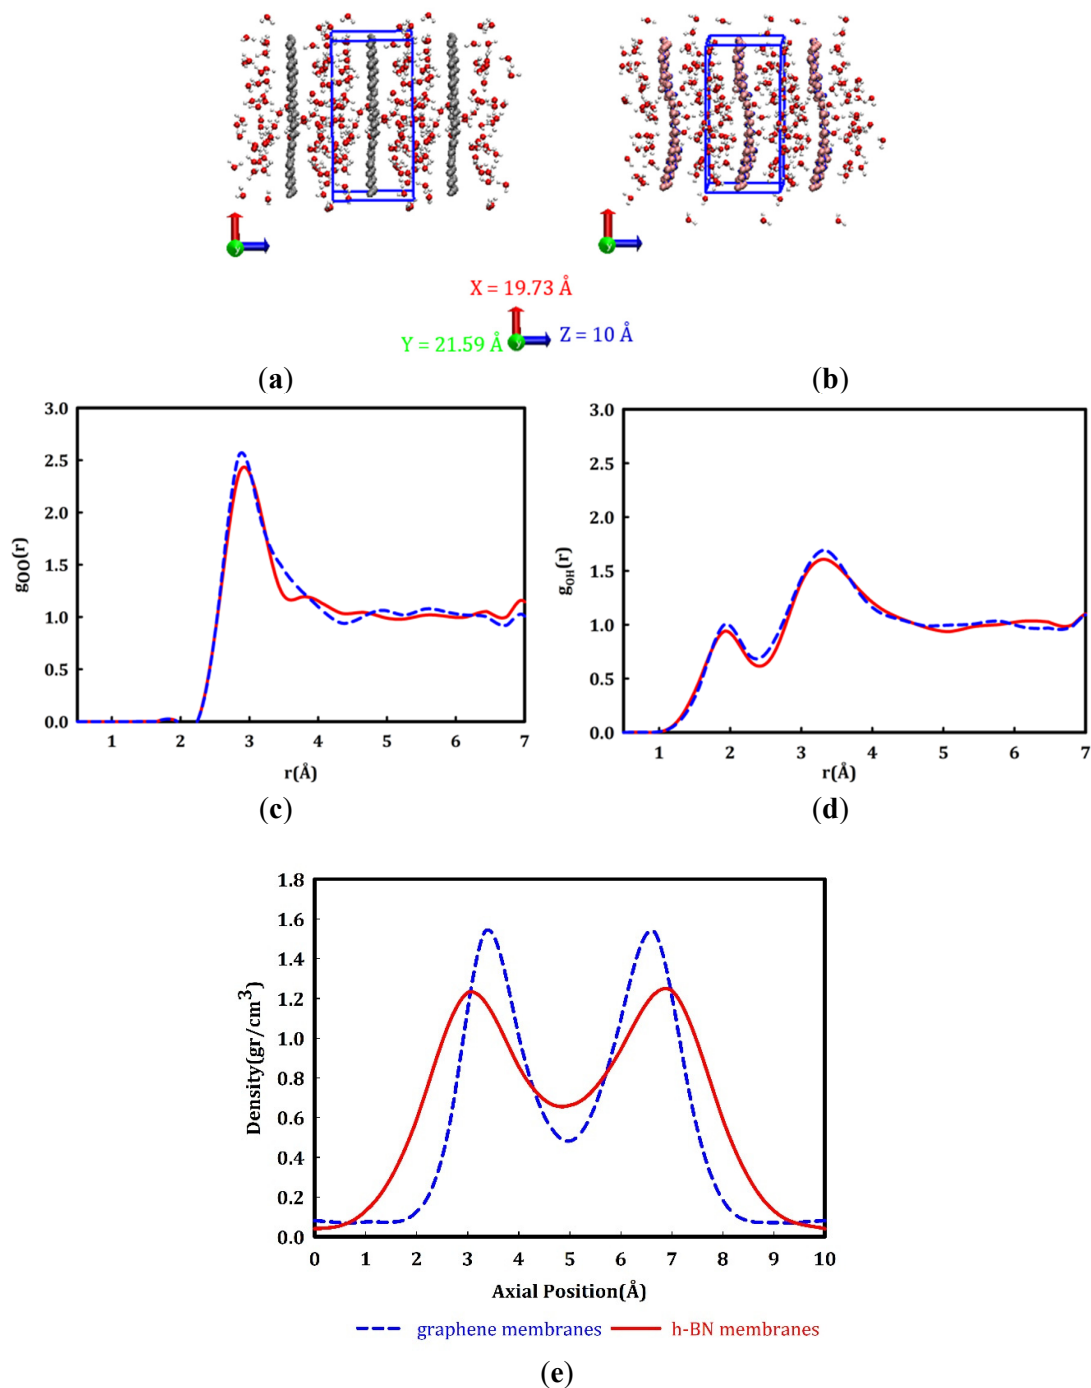 X = 19.73 Å
Y = 21.59 Å
Z = 10 Å
y
y
y
(a)
(b)
3.0
2.5
2.0
1.5
1.0
0.5
0.0
gOO(r)
1 2 3 4 5 6 7
r(Å)
(c)
3.0
2.5
2.0
1.5
1.0
0.5
0.0
gOH(r)
1 2 3 4 5 6 7
r(Å)
(d)
1.8
1.6
1.4
1.2
1.0
0.8
0.6
0.4
0.2
0.0
Density(gr/cm³)
0 1 2 3 4 5 6 7 8 9 10
Axial Position(Å)
graphene membranes
h-BN membranes
(e)